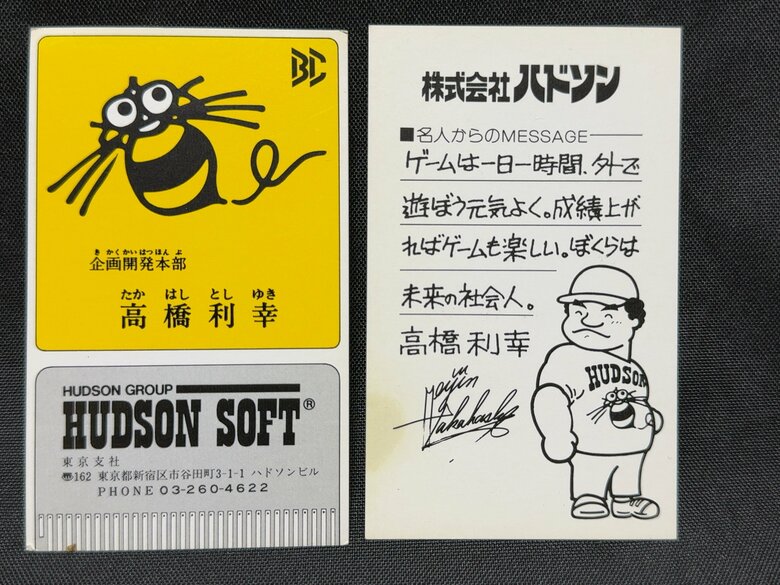 BC
きかくかいはつほんぶ
企画開発本部
たか はし とし ゆき
高橋利幸
HUDSON GROUP
HUDSON SOFT®
東京支社
〠162 東京都新宿区市谷田町3-1-1 ハドソンビル
PHONE 03-260-4622
株式会社ハドソン
■名人からのMESSAGE
ゲームは一日一時間、外で
遊ぼう元気よく。成績上が
ればゲームも楽しい。ぼくらは
未来の社会人。
高橋利幸
Meijin
Takahashi
HUDSON